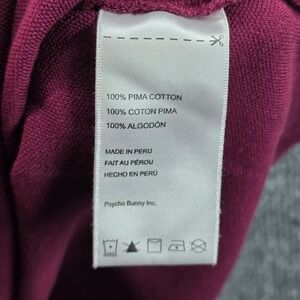 100% PIMA COTTON
100% COTON PIMA
100% ALGODÓN
MADE IN PERU
FAIT AU PÉROU
HECHO EN PERÚ
Psycho Bunny Inc.